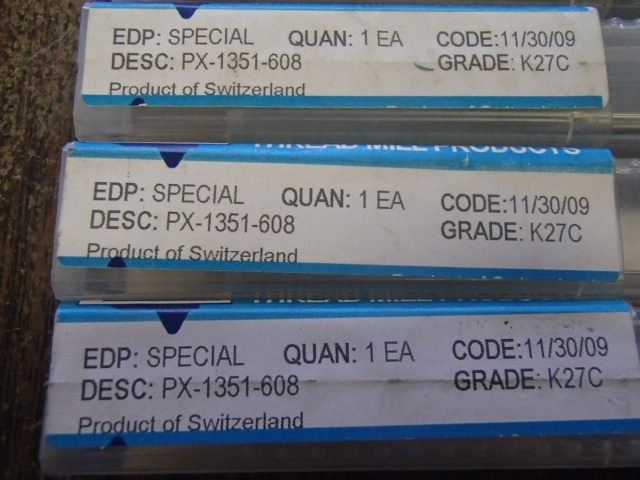 EDP: SPECIAL QUAN: 1 EA CODE:11/30/09
DESC: PX-1351-608 GRADE: K27C
Product of Switzerland
THREAD MILL PRODUCTS
EDP: SPECIAL QUAN: 1 EA CODE:11/30/09
DESC: PX-1351-608 GRADE: K27C
Product of Switzerland
THREAD MILL PRODUCTS
EDP: SPECIAL QUAN: 1 EA CODE:11/30/09
DESC: PX-1351-608 GRADE: K27C
Product of Switzerland